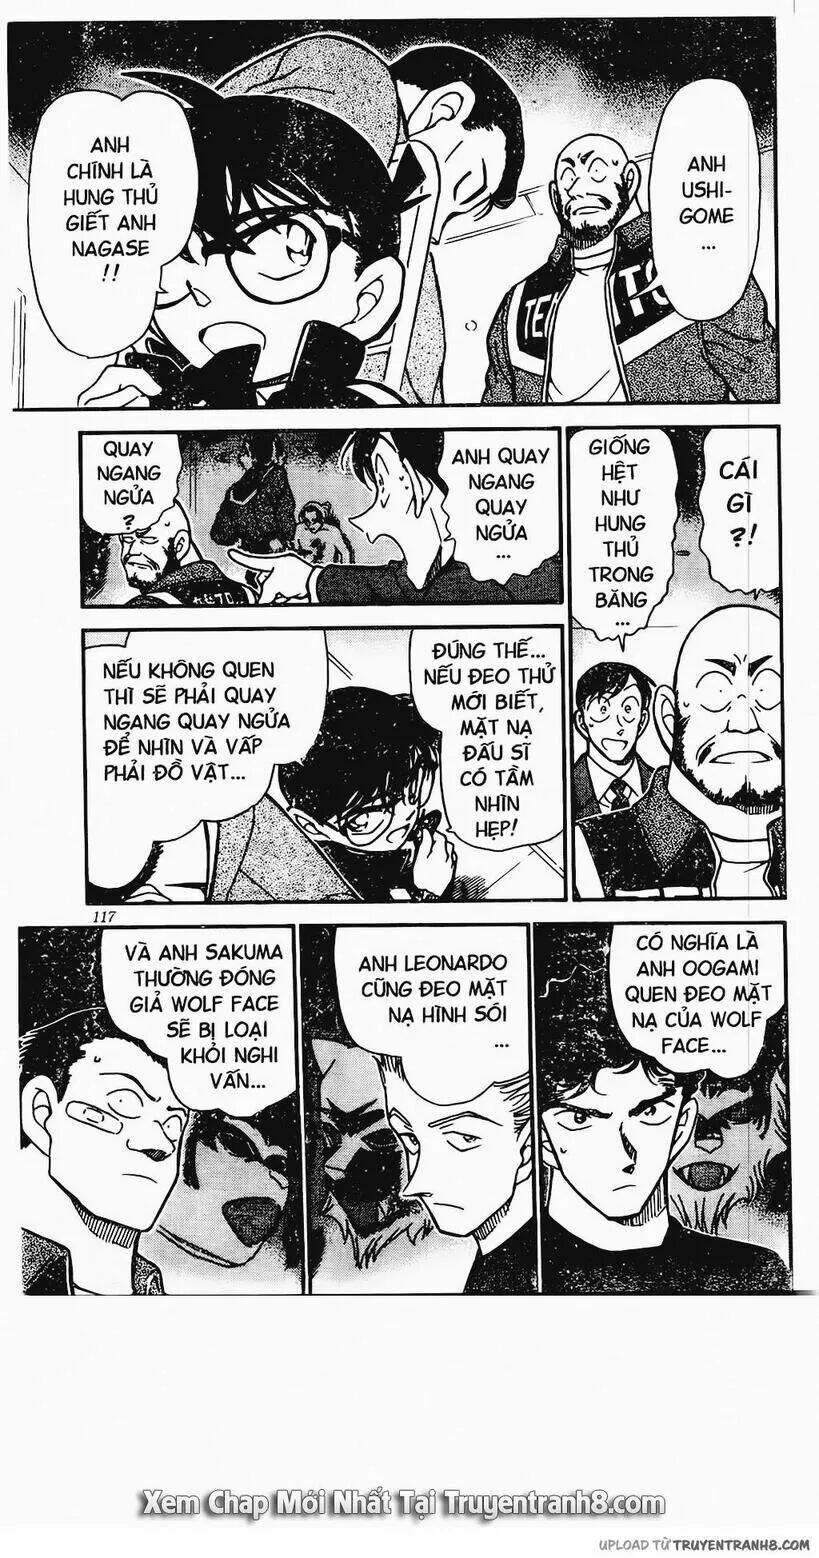 ANH
USHI-
GOME
...
ANH
CHÍNH LÀ
HUNG THỦ
GIẾT ANH
NAGASE
!!
TO
CÁI
GÌ
?!
GIỐNG
HỆT
NHƯ
HUNG
THỦ
TRONG
BĂNG
...
ANH QUAY
NGANG
QUAY
NGỬA
...
QUAY
NGANG
NGỬA
?
ĐÚNG THẾ...
NẾU ĐEO THỬ
MỚI BIẾT,
MẶT NẠ
ĐẤU SĨ
CÓ TẦM
NHÌN
HẸP!
NẾU KHÔNG QUEN
THÌ SẼ PHẢI QUAY
NGANG QUAY NGỬA
ĐỂ NHÌN VÀ VẤP
PHẢI ĐỒ VẬT...
117
CÓ NGHĨA LÀ
ANH OOGAMI
QUEN ĐEO MẶT
NẠ CỦA WOLF
FACE...
ANH LEONARDO
CŨNG ĐEO MẶT
NẠ HÌNH SÓI
...
VÀ ANH SAKUMA
THƯỜNG ĐÓNG
GIẢ WOLF FACE
SẼ BỊ LOẠI
KHỎI NGHI
VẤN...
Xem Chap Mới Nhất Tại Truyentranh8.com
UPLOAD TỪ TRUYENTRANH8.COM